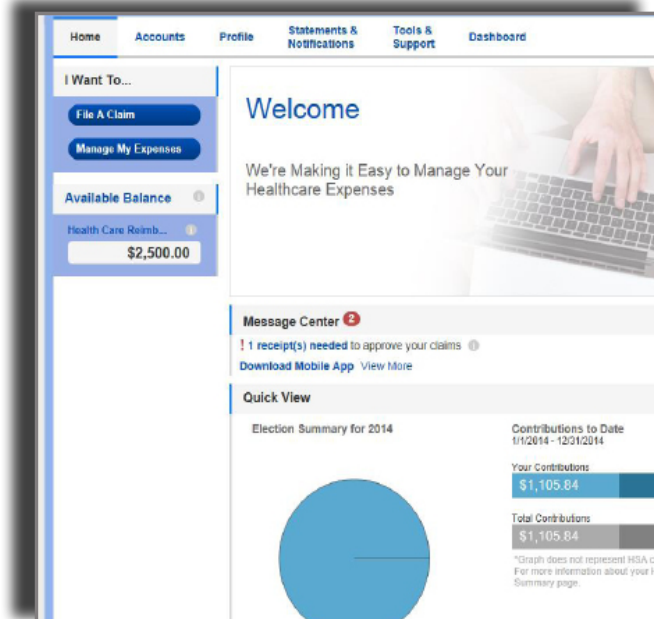 Home
Accounts
Profile
Statements &
Notifications
Tools &
Support
Dashboard
I Want To...
File A Claim
Manage My Expenses
Available Balance
Health Care Reimb...
$2,500.00
Welcome
We're Making it Easy to Manage Your
Healthcare Expenses
Message Center 2
! 1 receipt(s) needed to approve your claims
Download Mobile App View More
Quick View
Election Summary for 2014
Contributions to Date
1/1/2014 - 12/31/2014
Your Contributions
$1,105.84
Total Contributions
$1,105.84
*Graph does not represent HSA
For more information about your
Summary page.